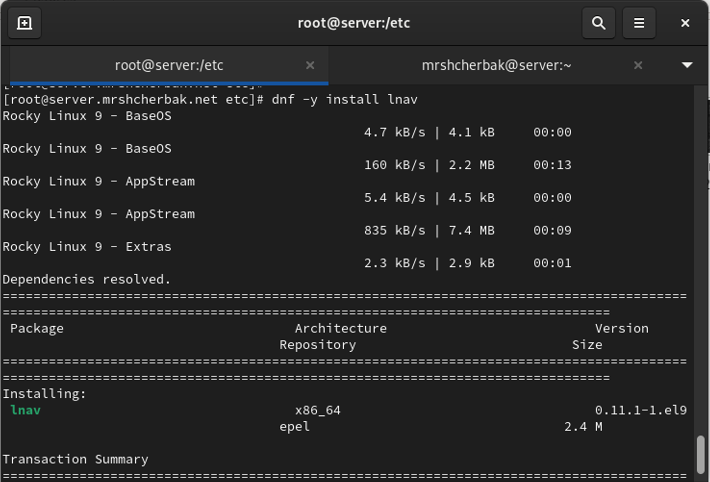 root@server:/etc
root@server:/etc
mrshcherbak@server:~
[root@server.mrshcherbak.net etc]# dnf -y install lnav
Rocky Linux 9 - BaseOS
4.7 kB/s | 4.1 kB     00:00
Rocky Linux 9 - BaseOS
160 kB/s | 2.2 MB     00:13
Rocky Linux 9 - AppStream
5.4 kB/s | 4.5 kB     00:00
Rocky Linux 9 - AppStream
835 kB/s | 7.4 MB     00:09
Rocky Linux 9 - Extras
2.3 kB/s | 2.9 kB     00:01
Dependencies resolved.
=========================================================================================
===============================================================================
Package                              Architecture                           Version
Repository                            Size
=========================================================================================
===============================================================================
Installing:
lnav                                 x86_64                                 0.11.1-1.el9
epel                                 2.4 M
Transaction Summary
=========================================================================================